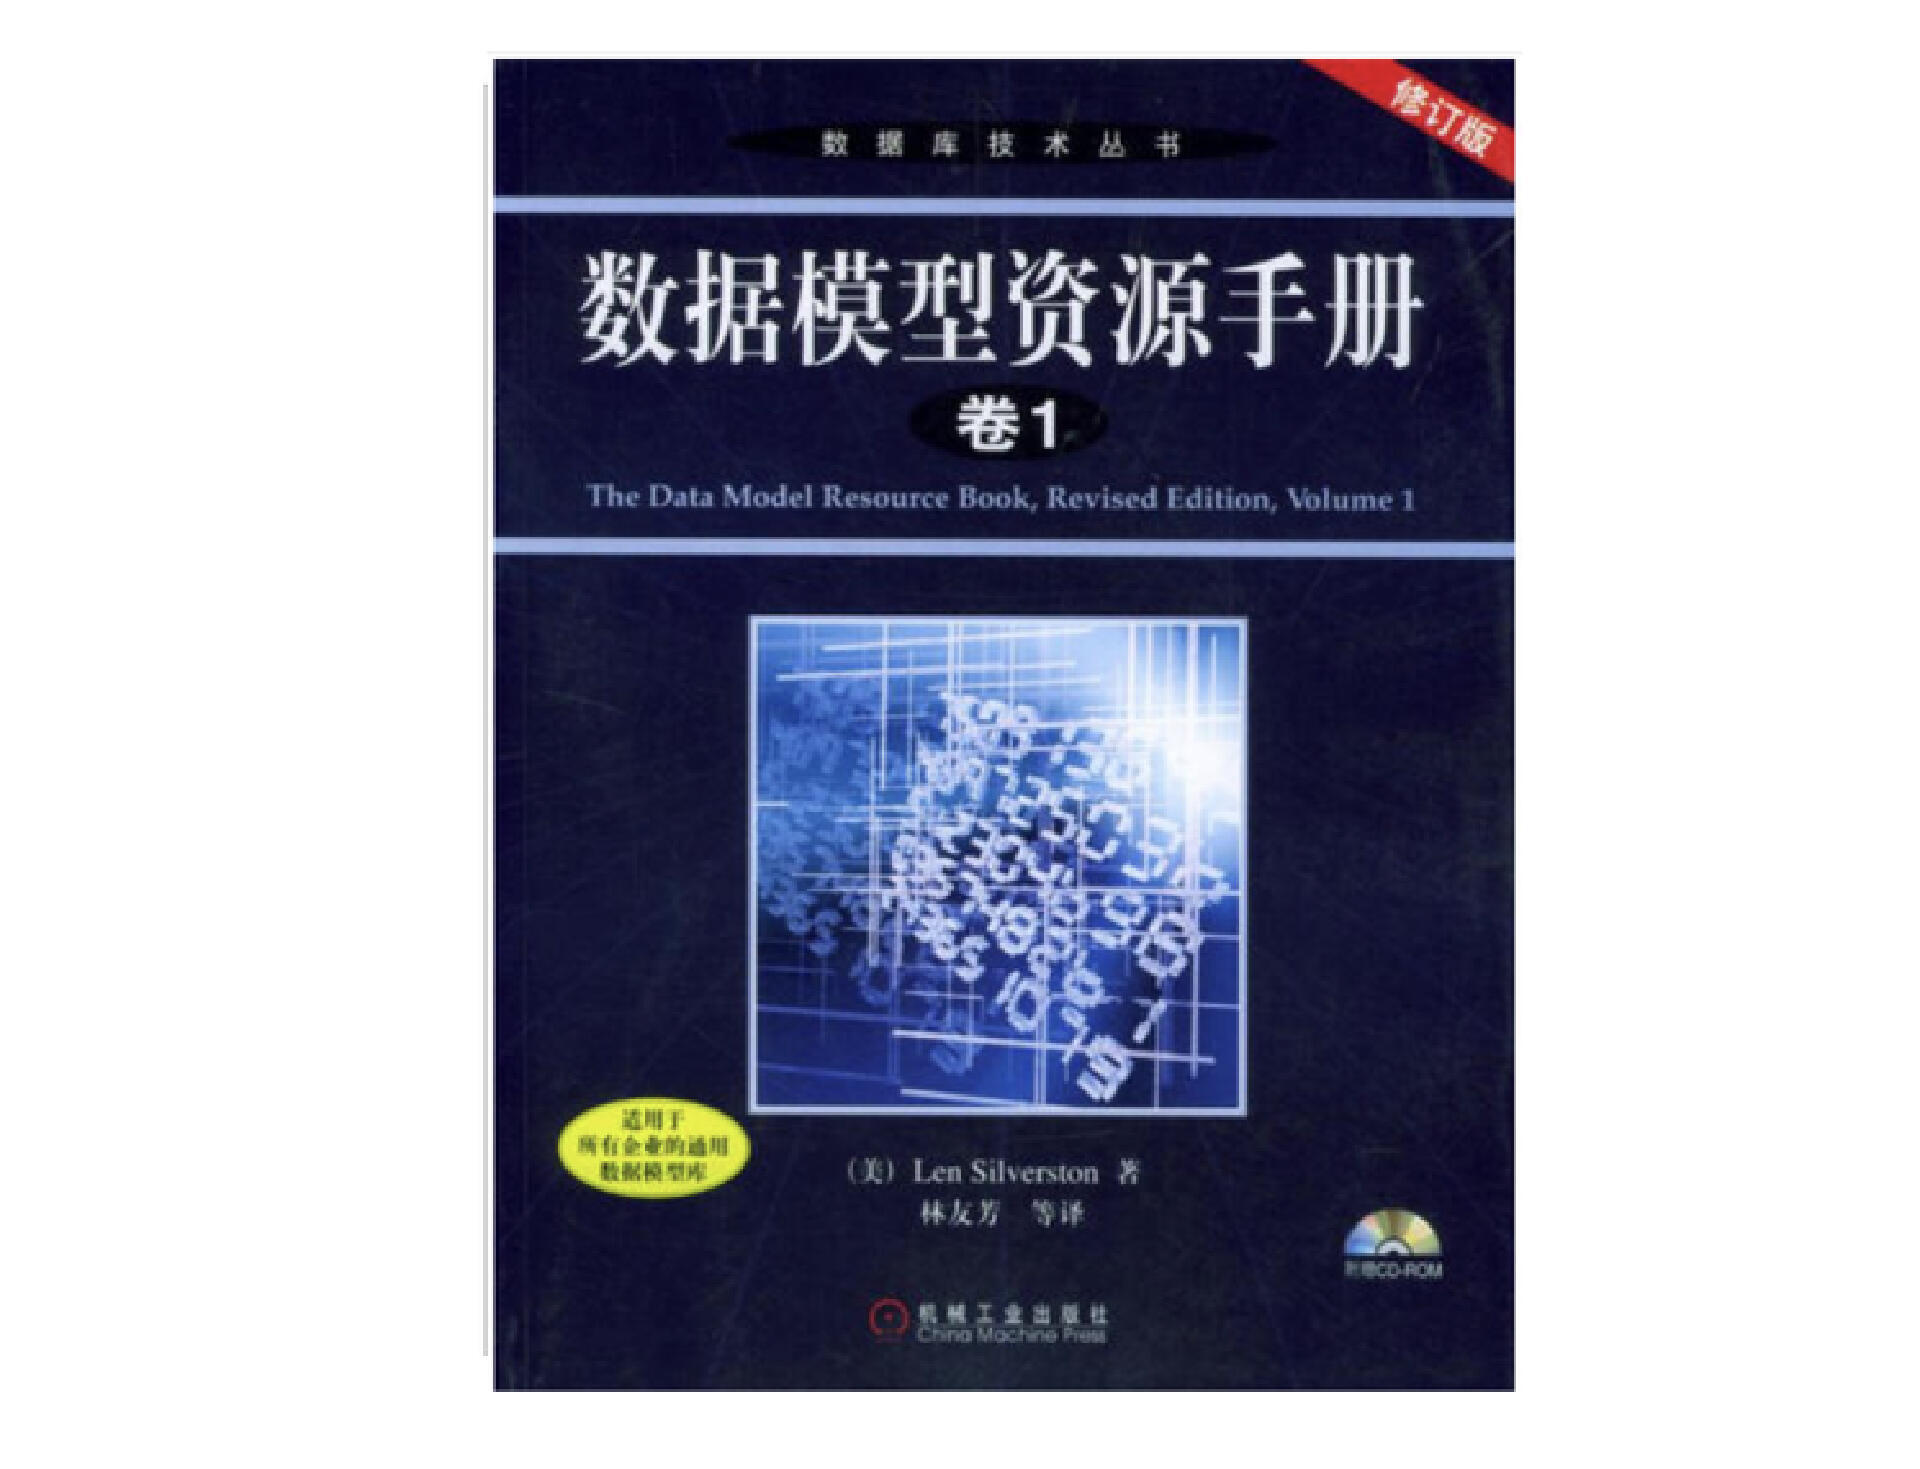 修订版
数据库技术丛书
数据模型资源手册
卷1
The Data Model Resource Book, Revised Edition, Volume 1
适用于
所有企业的通用
数据模型库
(美) Len Silverston 著
林友芳 等译
附赠CD-ROM
机械工业出版社
China Machine Press